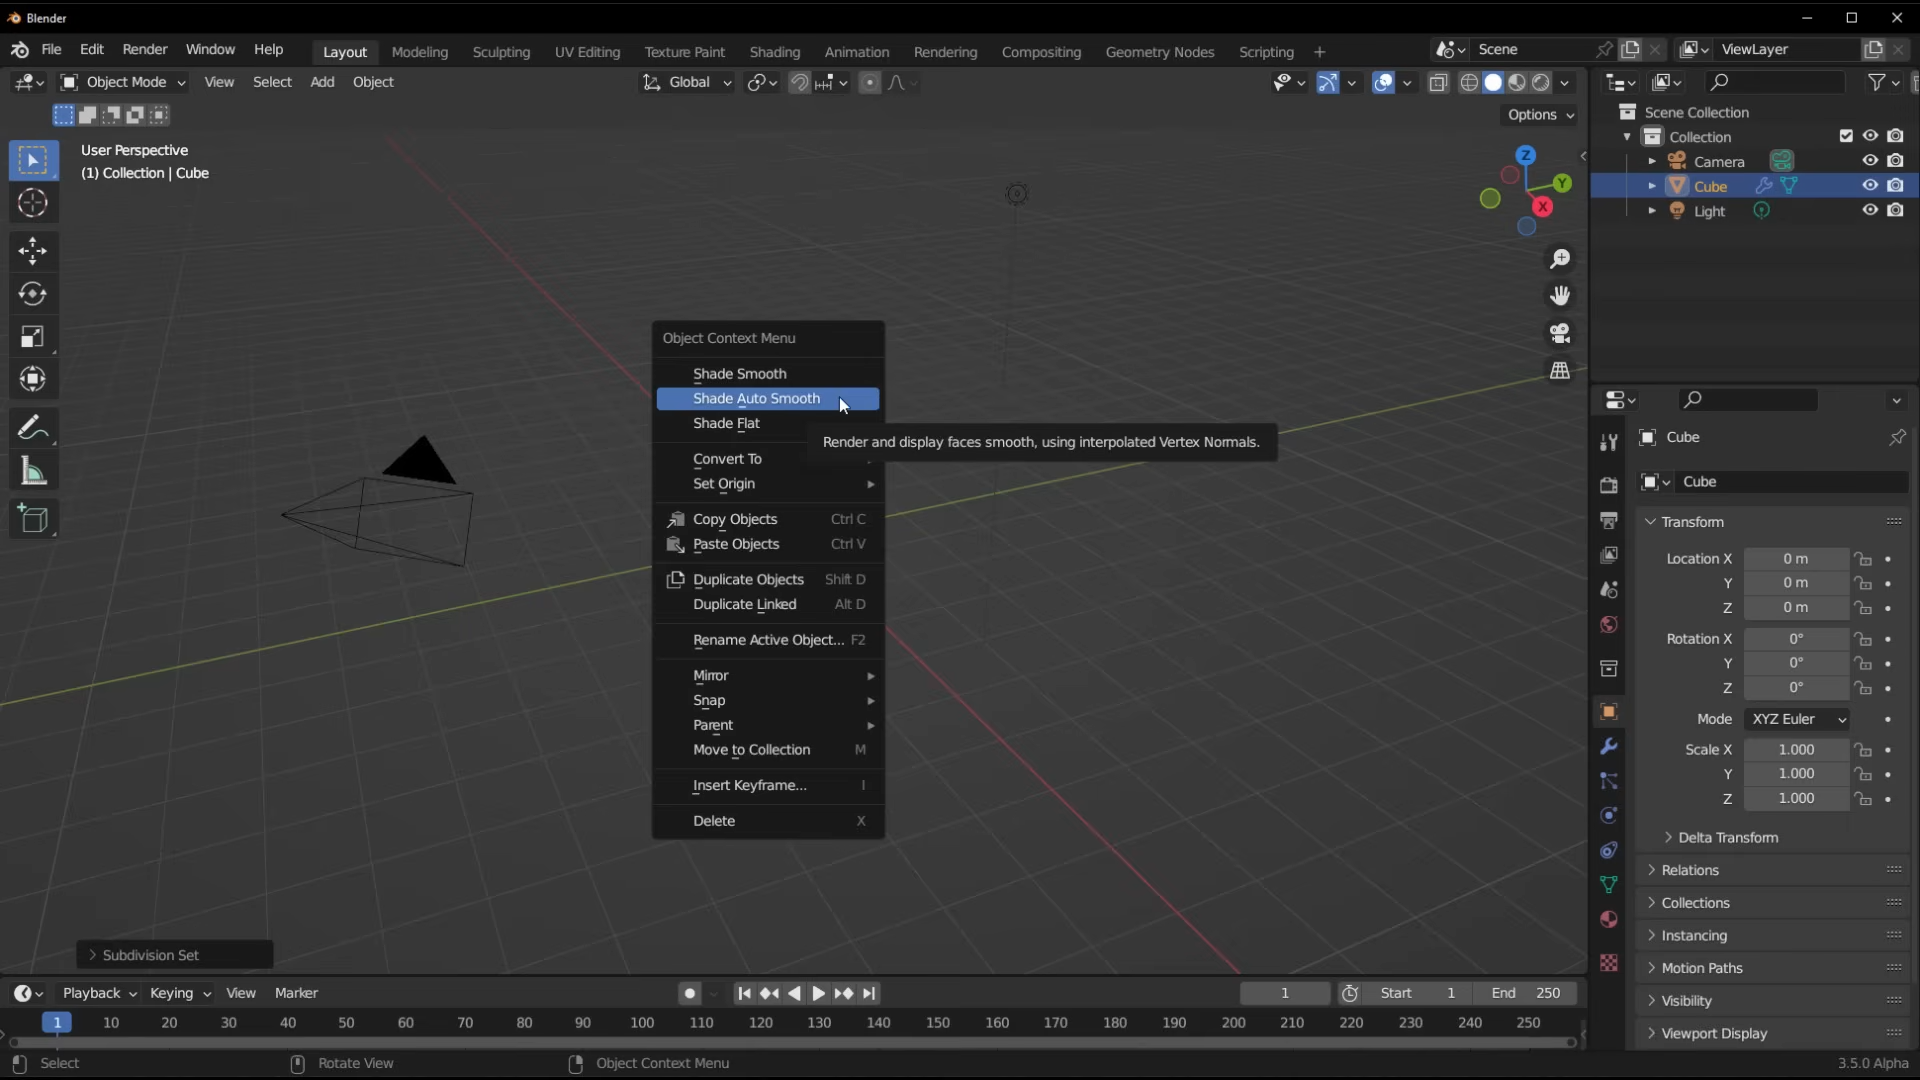 Blender
File Edit Render Window Help Layout Modeling Sculpting UV Editing Texture Paint Shading Animation Rendering Compositing Geometry Nodes Scripting + Scene ViewLayer
Object Mode View Select Add Object Global
Options
User Perspective
(1) Collection | Cube
Z
Y
X
Scene Collection
Collection
Camera
Cube
Light
Object Context Menu
Shade Smooth
Shade Auto Smooth
Shade Flat
Render and display faces smooth, using interpolated Vertex Normals.
Convert To
Set Origin
Copy Objects Ctrl C
Paste Objects Ctrl V
Duplicate Objects Shift D
Duplicate Linked Alt D
Rename Active Object... F2
Mirror
Snap
Parent
Move to Collection M
Insert Keyframe... I
Delete X
Cube
Cube
Transform
Location X 0 m
Y 0 m
Z 0 m
Rotation X 0°
Y 0°
Z 0°
Mode XYZ Euler
Scale X 1.000
Y 1.000
Z 1.000
Delta Transform
Relations
Collections
Instancing
Motion Paths
Visibility
Viewport Display
Subdivision Set
Playback Keying View Marker 1 Start 1 End 250
1 10 20 30 40 50 60 70 80 90 100 110 120 130 140 150 160 170 180 190 200 210 220 230 240 250
Select Rotate View Object Context Menu 3.5.0 Alpha